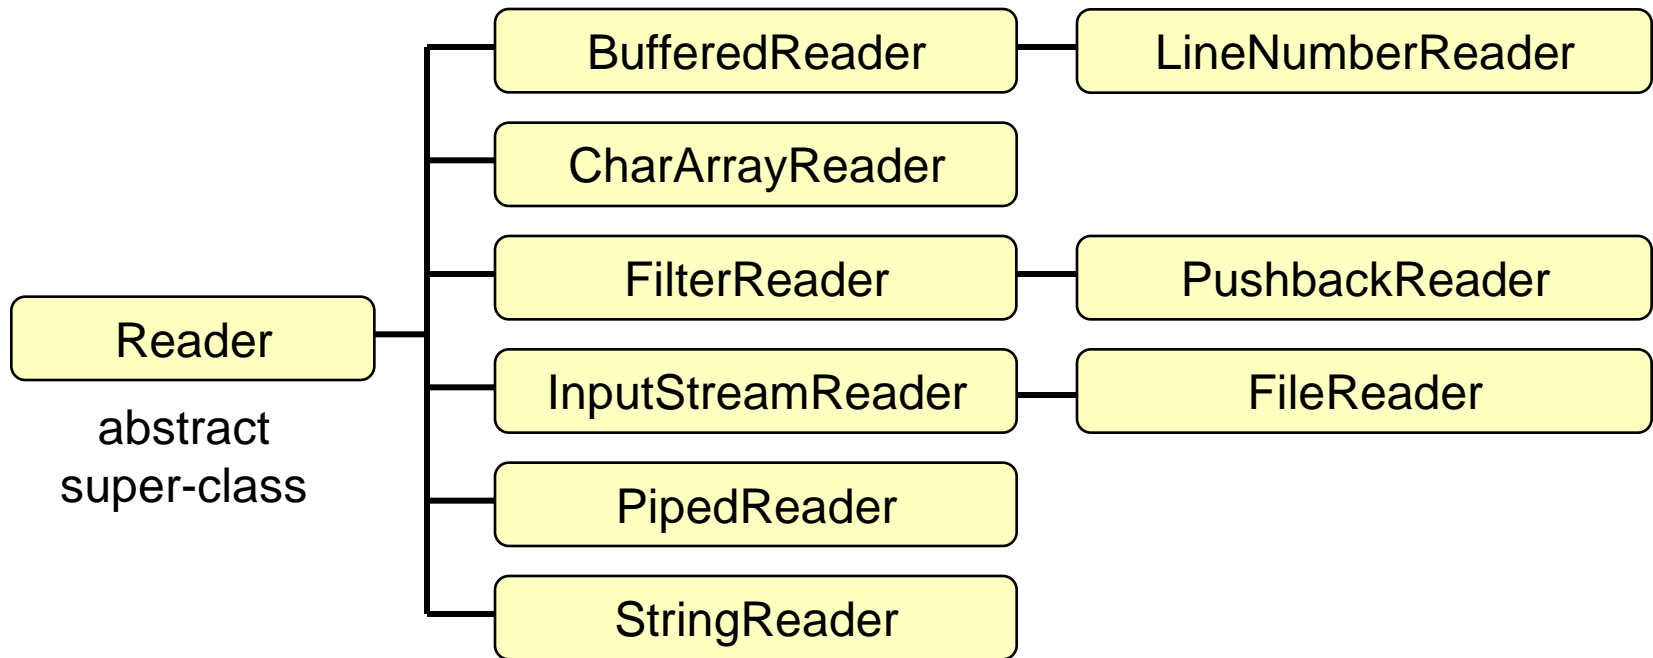 BufferedReader
LineNumberReader
CharArrayReader
FilterReader
PushbackReader
Reader
abstract
super-class
InputStreamReader
FileReader
PipedReader
StringReader